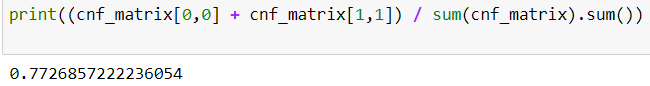 print((cnf_matrix[0,0] + cnf_matrix[1,1]) / sum(cnf_matrix).sum())
0.7726857222236054